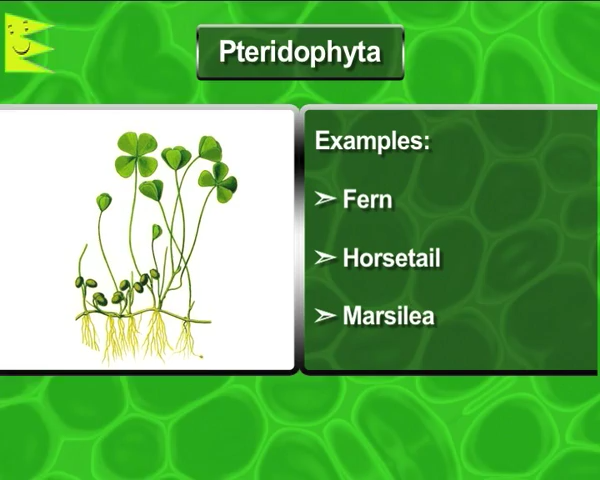 Pteridophyta
Examples:
➢ Fern
➢ Horsetail
➢ Marsilea